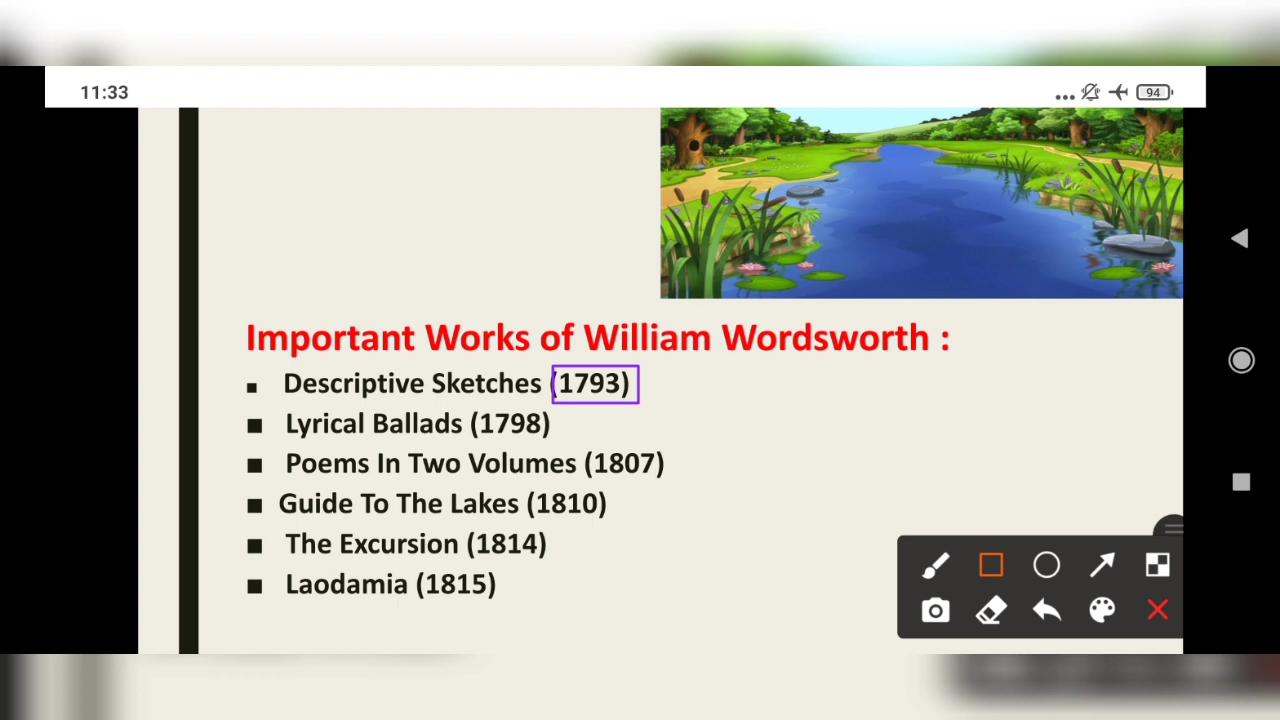 11:33
94
Important Works of William Wordsworth :
■ Descriptive Sketches (1793)
■ Lyrical Ballads (1798)
■ Poems In Two Volumes (1807)
■ Guide To The Lakes (1810)
■ The Excursion (1814)
■ Laodamia (1815)